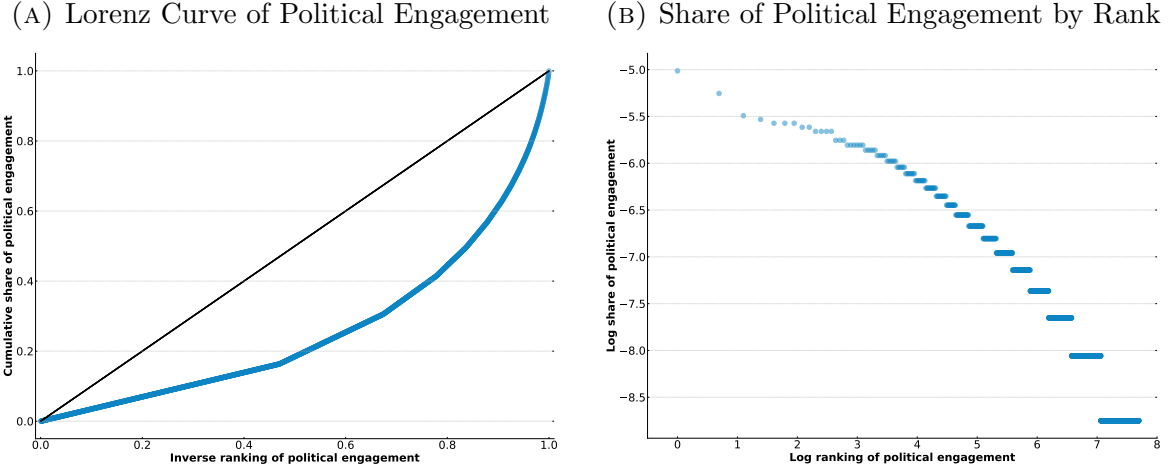 (A) Lorenz Curve of Political Engagement
1.0
0.8
0.6
0.4
0.2
0.0
Cumulative share of political engagement
0.0 0.2 0.4 0.6 0.8 1.0
Inverse ranking of political engagement
(B) Share of Political Engagement by Rank
−5.0
−5.5
−6.0
−6.5
−7.0
−7.5
−8.0
−8.5
Log share of political engagement
0 1 2 3 4 5 6 7 8
Log ranking of political engagement